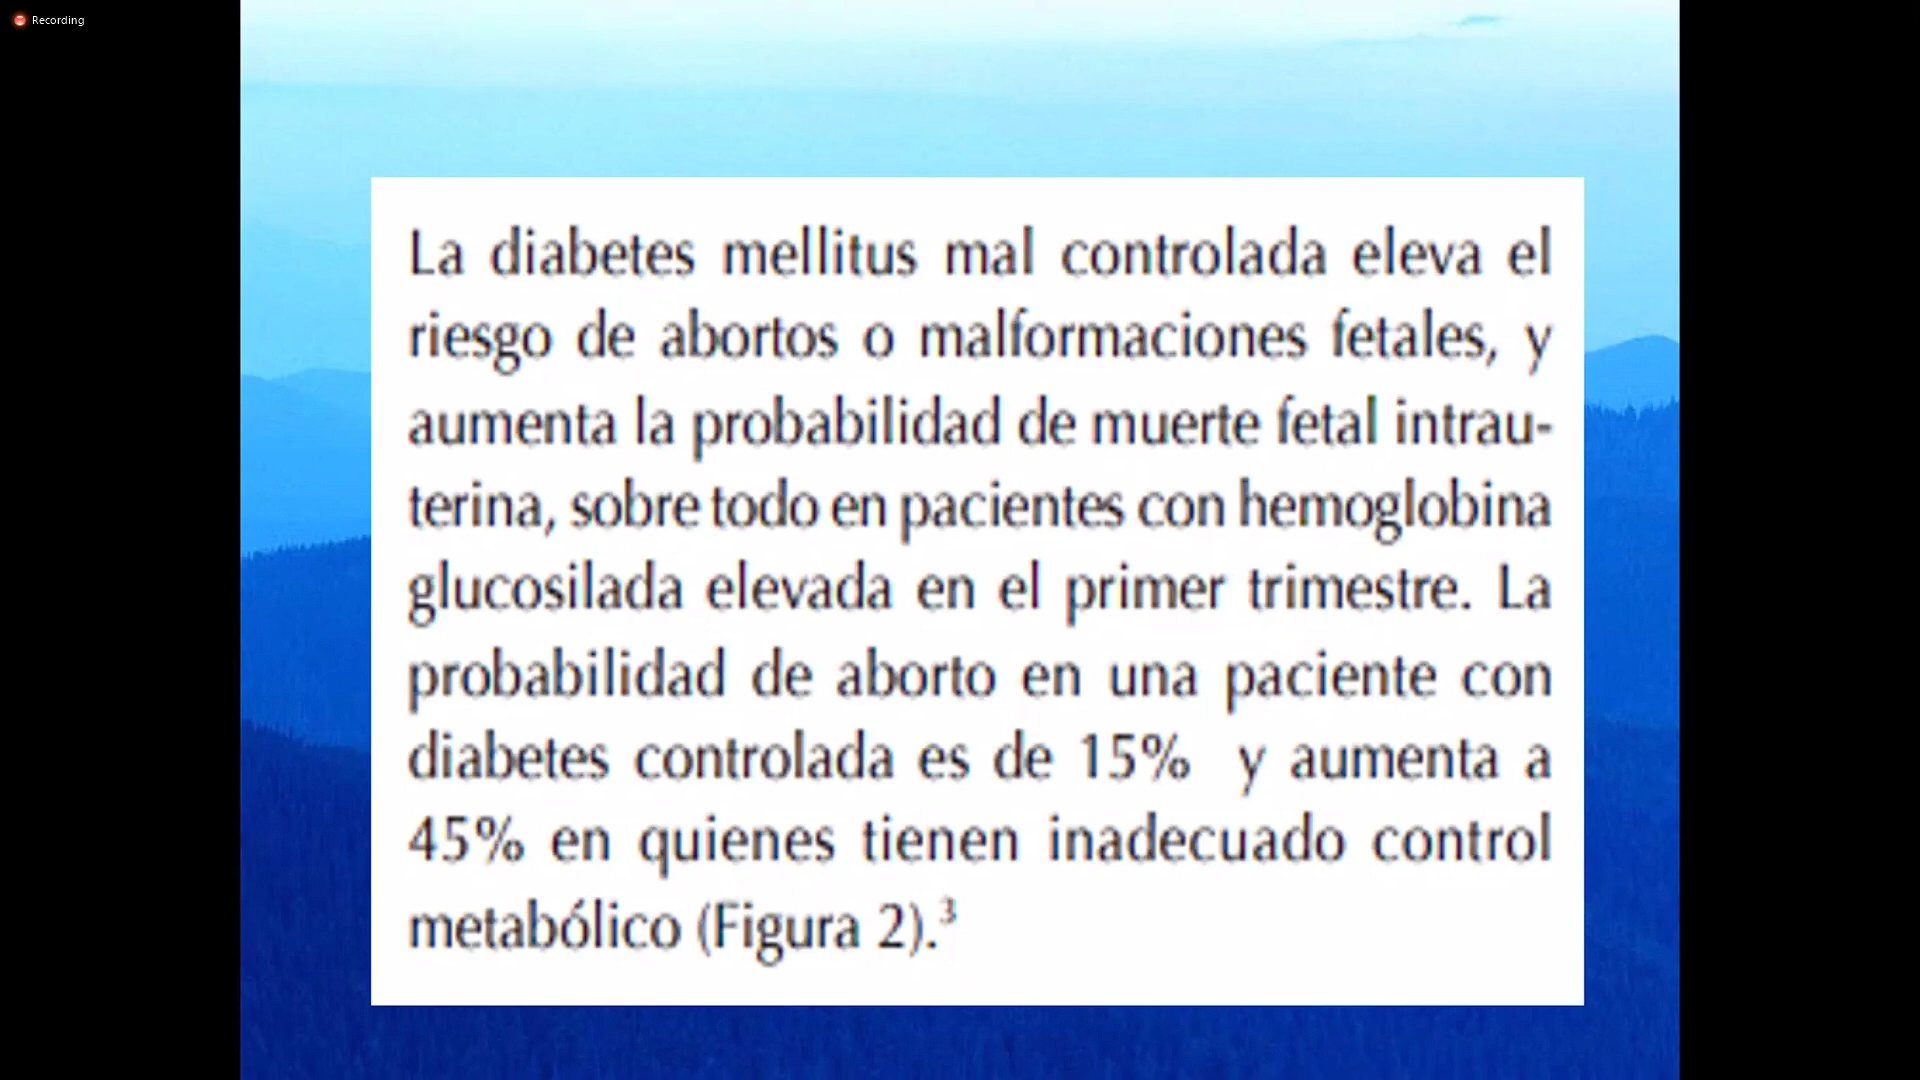 Recording
La diabetes mellitus mal controlada eleva el
riesgo de abortos o malformaciones fetales, y
aumenta la probabilidad de muerte fetal intrau-
terina, sobre todo en pacientes con hemoglobina
glucosilada elevada en el primer trimestre. La
probabilidad de aborto en una paciente con
diabetes controlada es de 15% y aumenta a
45% en quienes tienen inadecuado control
metabólico (Figura 2).³